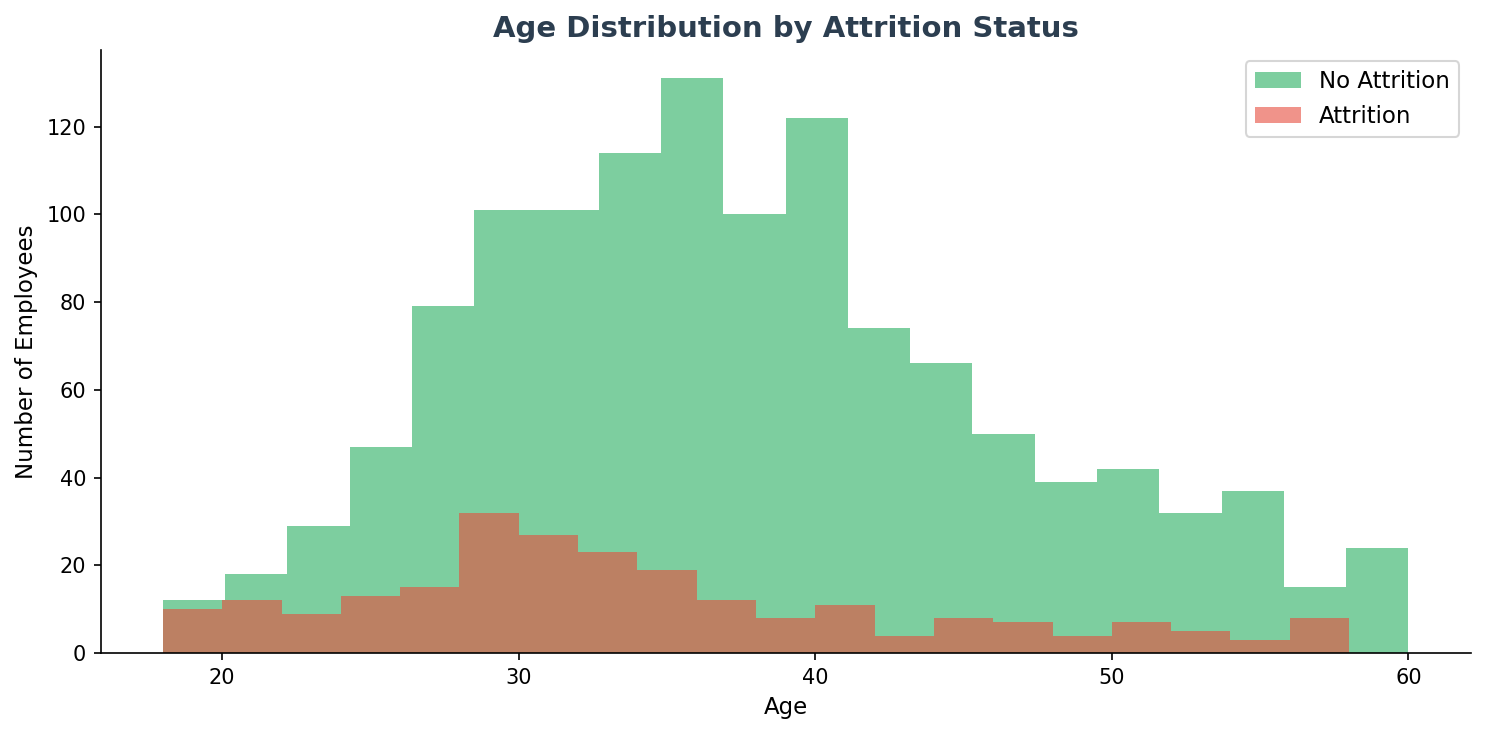 Age Distribution by Attrition Status
No Attrition
Attrition
Number of Employees
120
100
80
60
40
20
0
20
30
40
50
60
Age